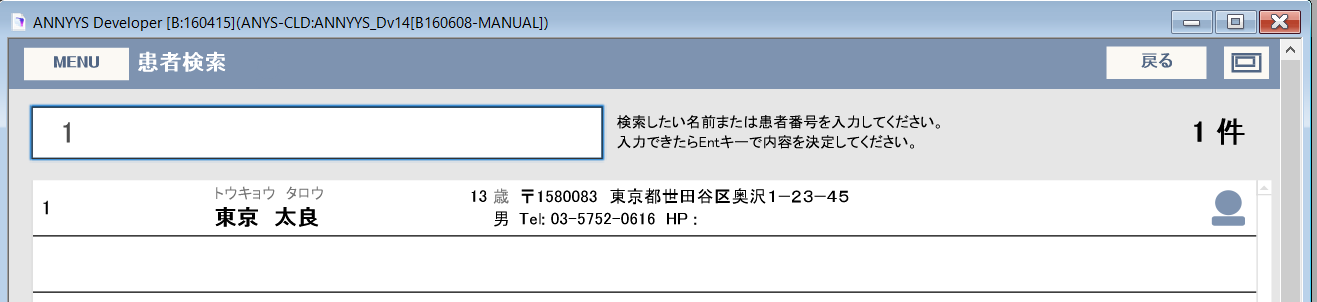 ANNYYS Developer [B:160415](ANYS-CLD:ANNYYS_Dv14[B160608-MANUAL])
MENU 患者検索 戻る
1
検索したい名前または患者番号を入力してください。
入力できたらEntキーで内容を決定してください。
1 件
トウキョウ タロウ
1 東京 太良
13 歳 〒1580083 東京都世田谷区奥沢1-23-45
男 Tel: 03-5752-0616 HP :